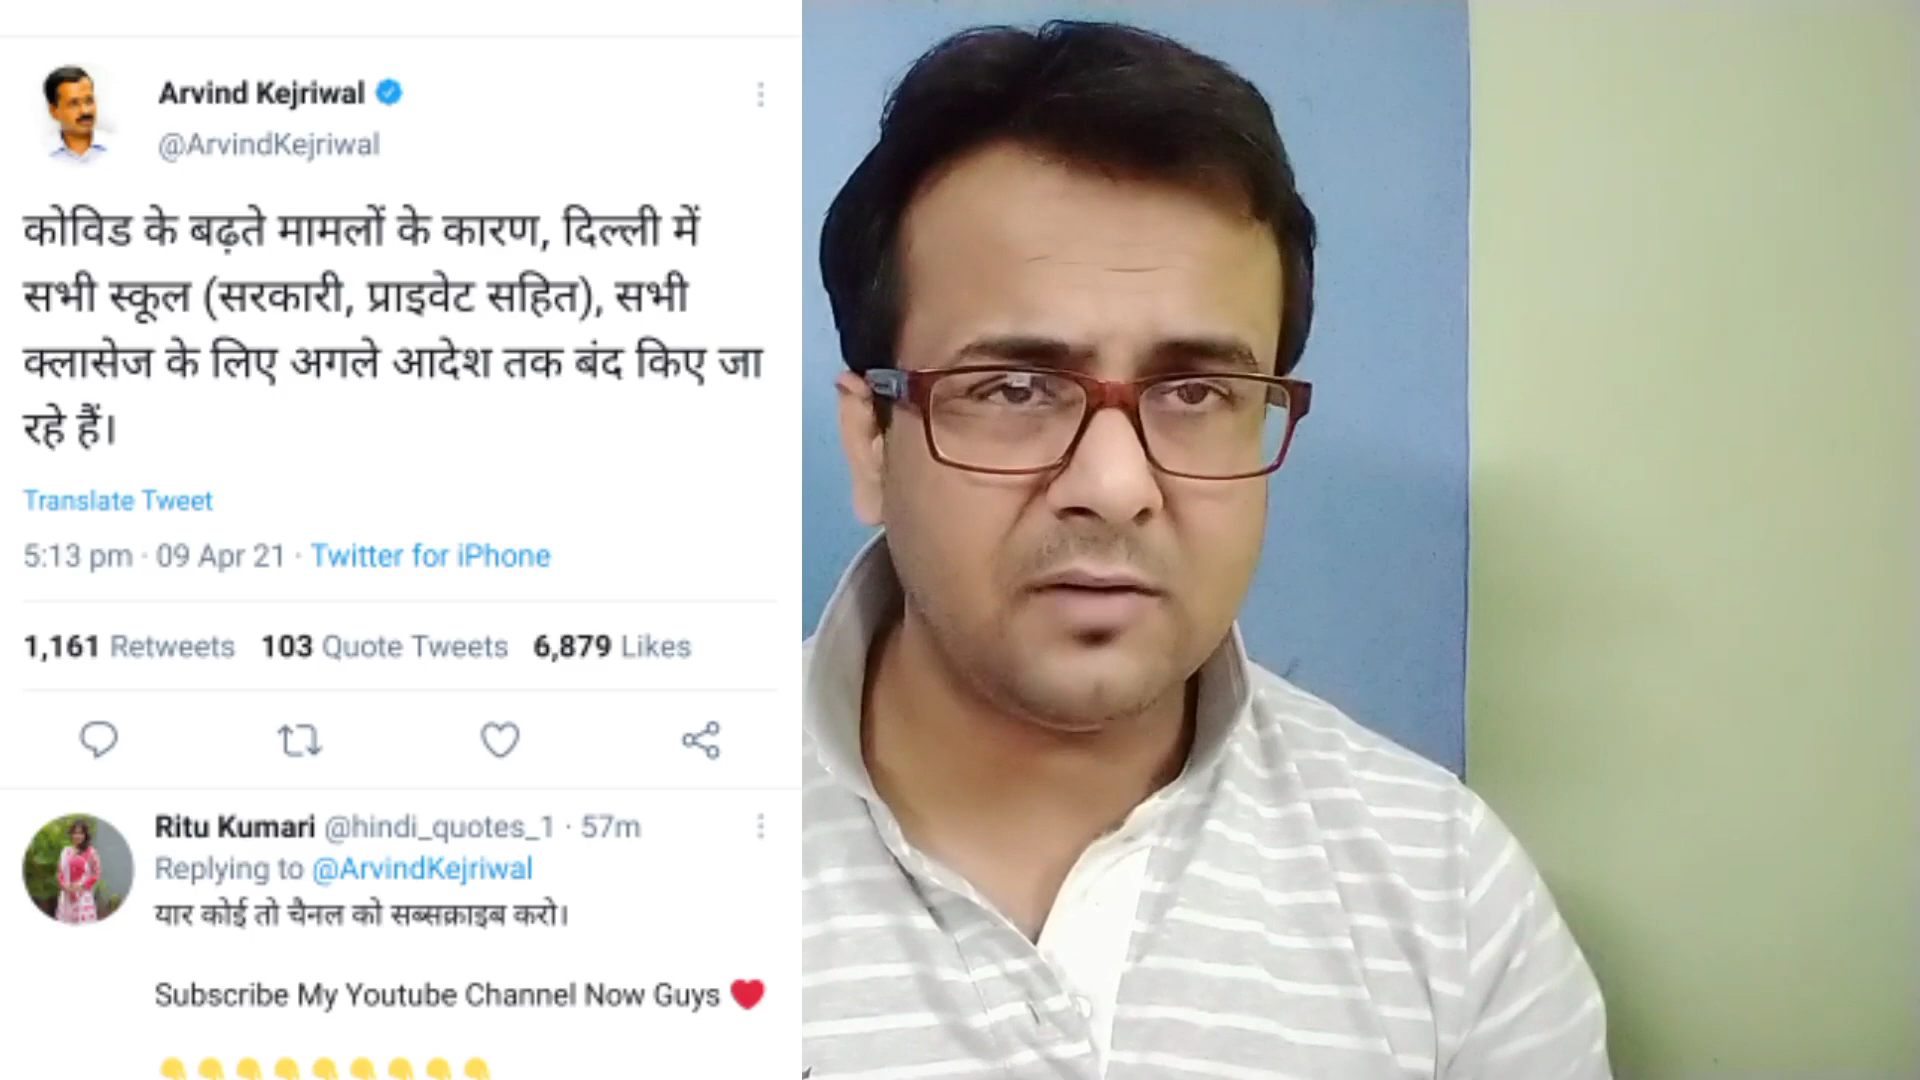 Arvind Kejriwal
@ArvindKejriwal
कोविड के बढ़ते मामलों के कारण, दिल्ली में
सभी स्कूल (सरकारी, प्राइवेट सहित), सभी
क्लासेज के लिए अगले आदेश तक बंद किए जा
रहे हैं।
Translate Tweet
5:13 pm · 09 Apr 21 · Twitter for iPhone
1,161 Retweets 103 Quote Tweets 6,879 Likes
Ritu Kumari @hindi_quotes_1 · 57m
Replying to @ArvindKejriwal
यार कोई तो चैनल को सब्सक्राइब करो।
Subscribe My Youtube Channel Now Guys ❤️